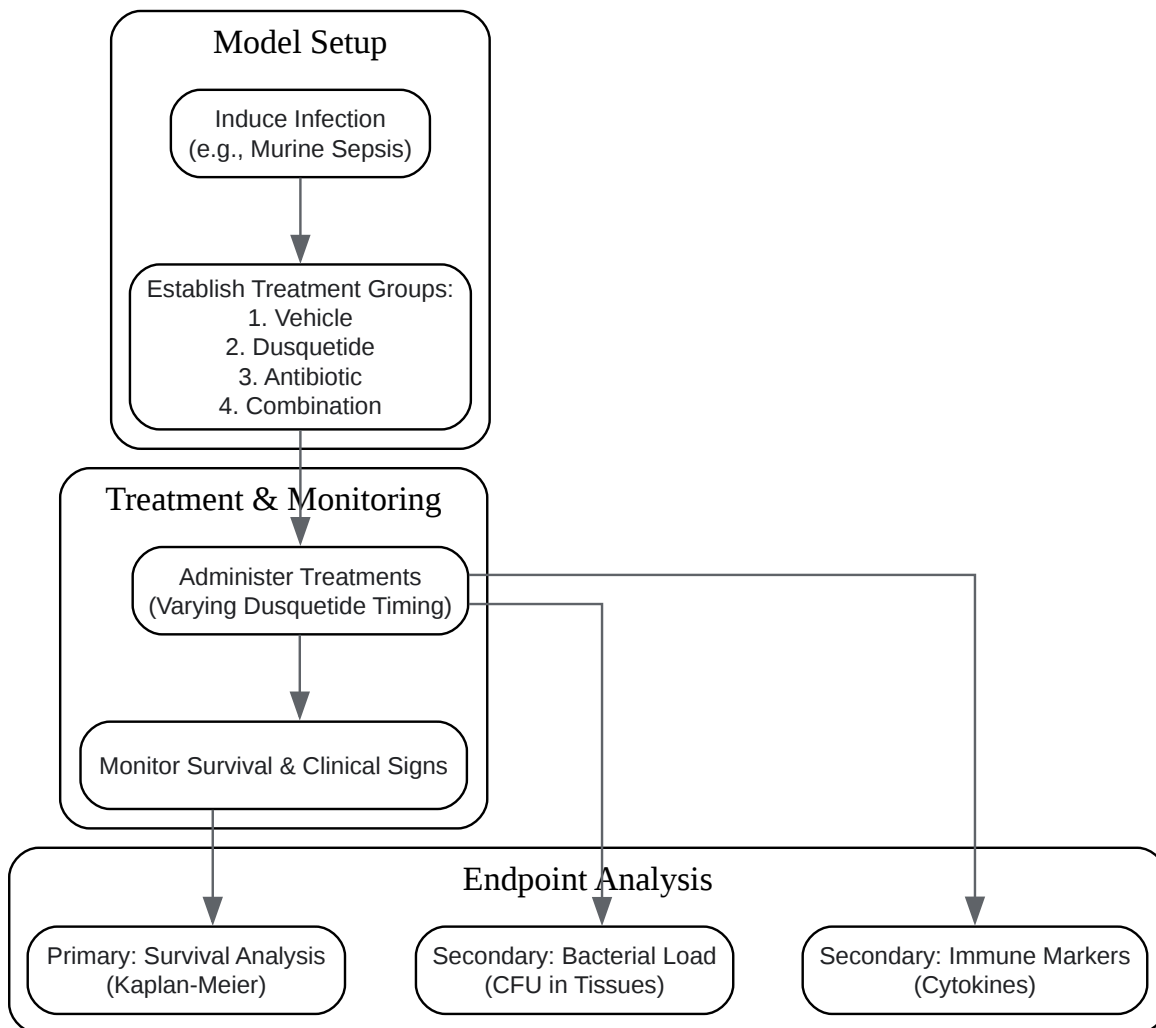 Model Setup
Induce Infection
(e.g., Murine Sepsis)
Establish Treatment Groups:
1. Vehicle
2. Dusquetide
3. Antibiotic
4. Combination
Treatment & Monitoring
Administer Treatments
(Varying Dusquetide Timing)
Monitor Survival & Clinical Signs
Endpoint Analysis
Primary: Survival Analysis
(Kaplan-Meier)
Secondary: Bacterial Load
(CFU in Tissues)
Secondary: Immune Markers
(Cytokines)